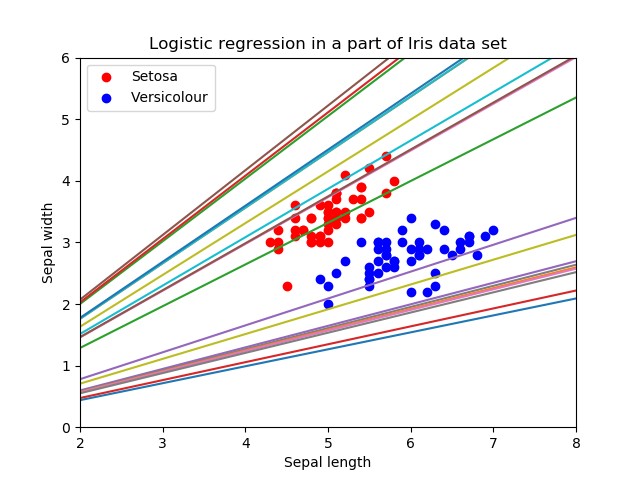 Logistic regression in a part of Iris data set
Setosa
Versicolour
Sepal width
6
5
4
3
2
1
0
2 3 4 5 6 7 8
Sepal length